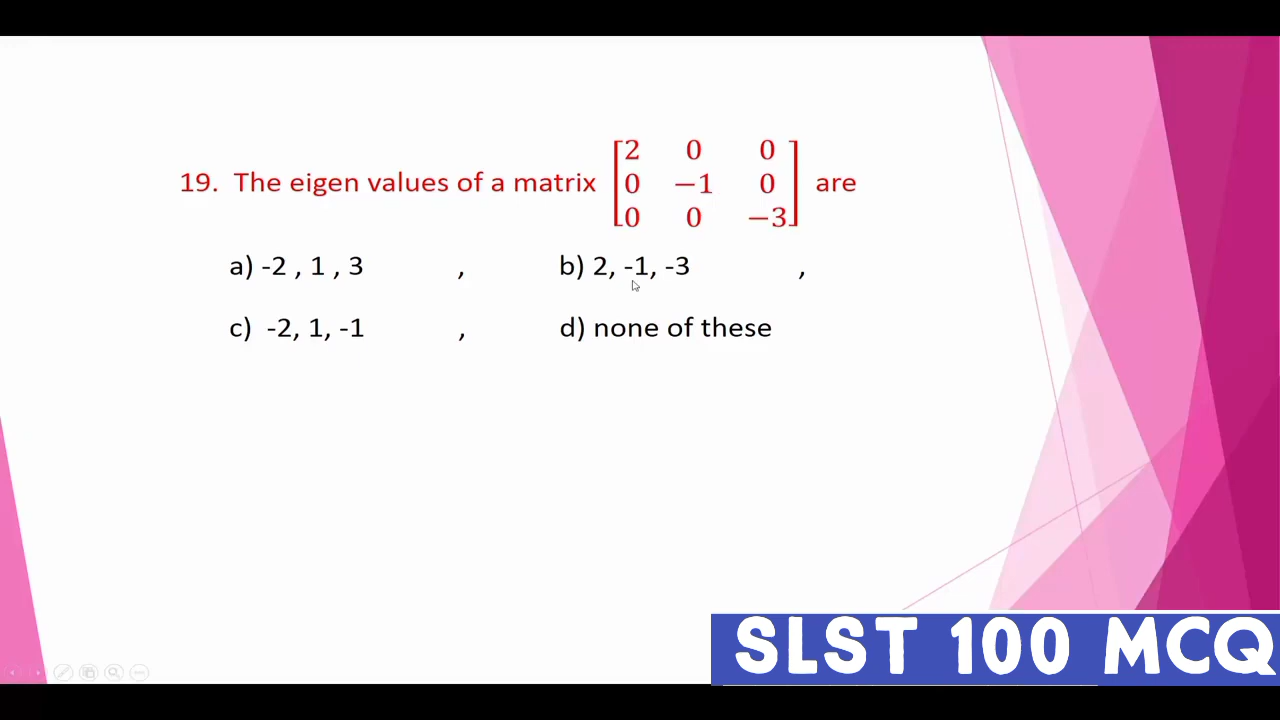 19. The eigen values of a matrix [2 0 0
0 −1 0
0 0 −3] are
a) -2 , 1 , 3 , b) 2, -1, -3 ,
c) -2, 1, -1 , d) none of these
SLST 100 MCQ